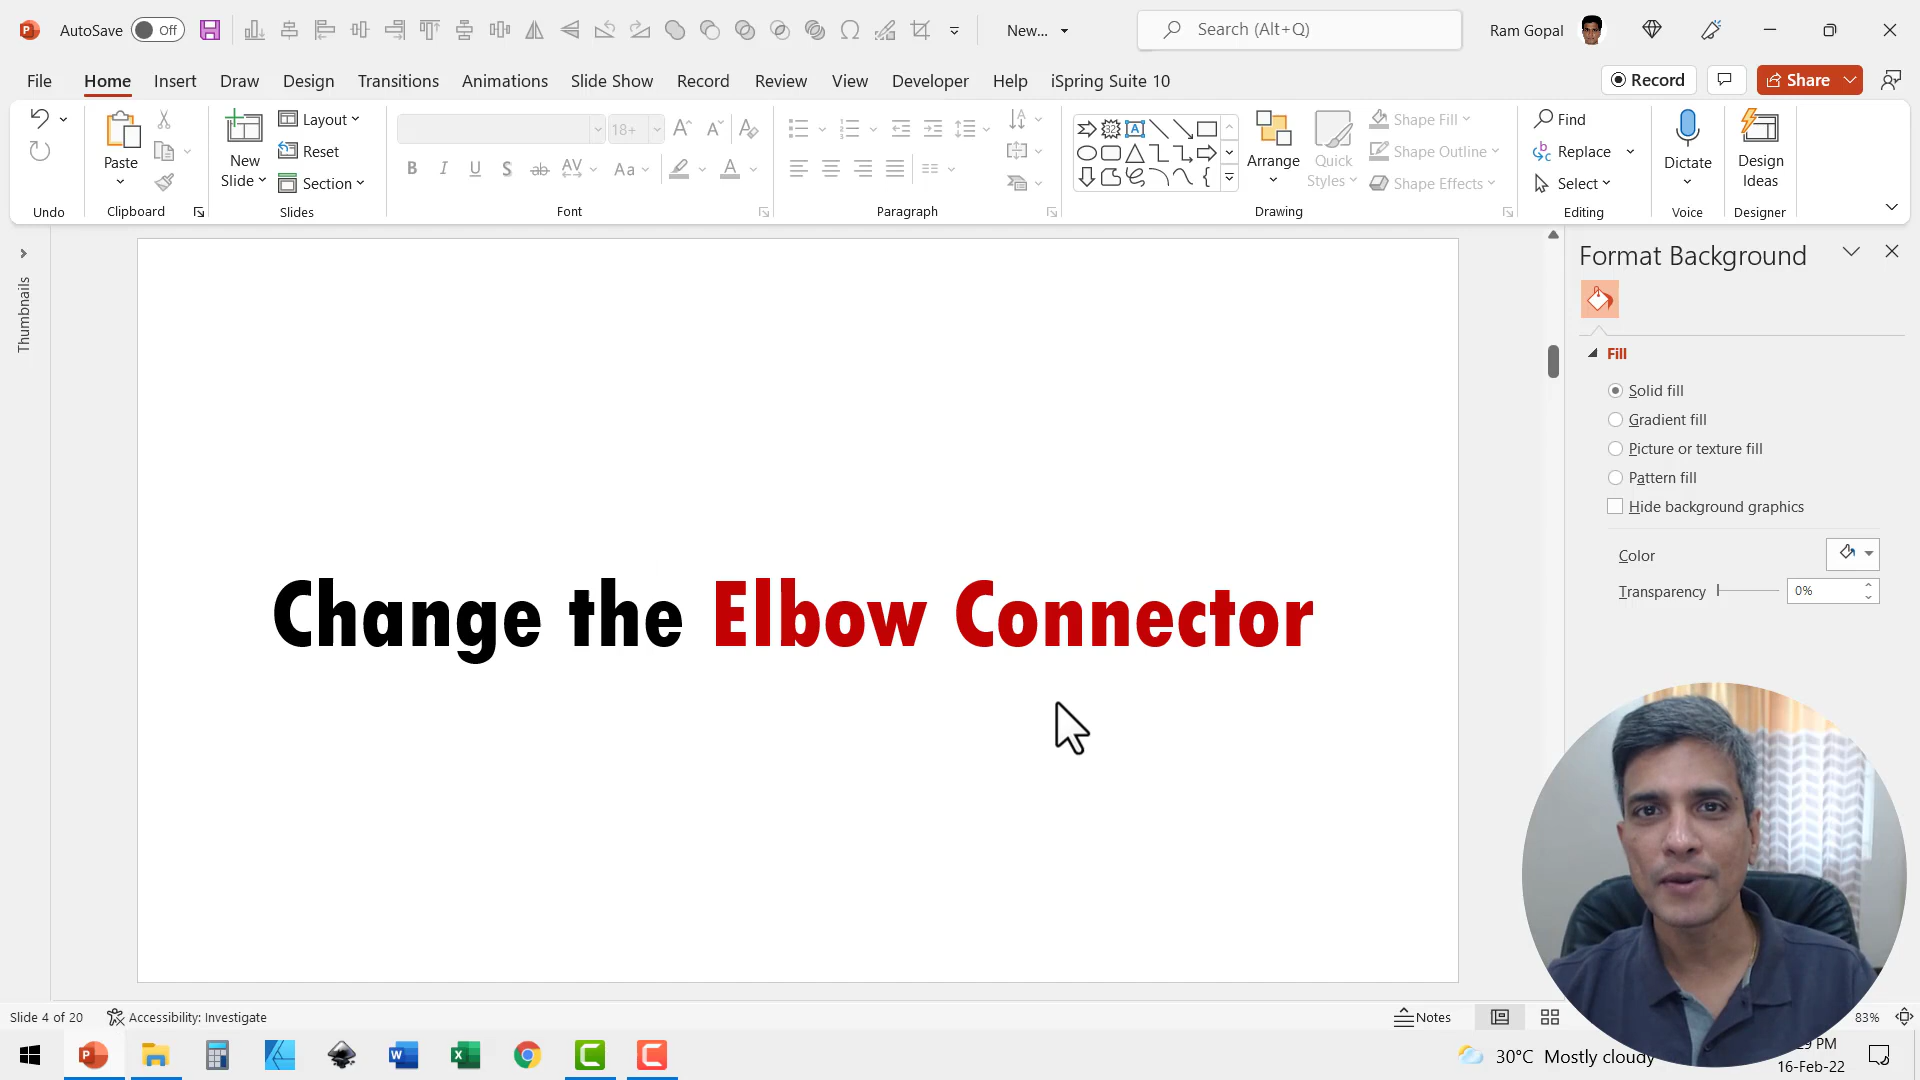 AutoSave Off New... Search (Alt+Q) Ram Gopal
File Home Insert Draw Design Transitions Animations Slide Show Record Review View Developer Help iSpring Suite 10 Record Share
Paste
New
Slide
Layout
Reset
Section
18+
Arrange
Quick
Styles
Shape Fill
Shape Outline
Shape Effects
Find
Replace
Select
Dictate
Design
Ideas
Undo Clipboard Slides Font Paragraph Drawing Editing Voice Designer
Thumbnails
Change the Elbow Connector
Format Background
Fill
Solid fill
Gradient fill
Picture or texture fill
Pattern fill
Hide background graphics
Color
Transparency 0%
Slide 4 of 20 Accessibility: Investigate Notes 83%
30°C Mostly cloudy
PM
16-Feb-22